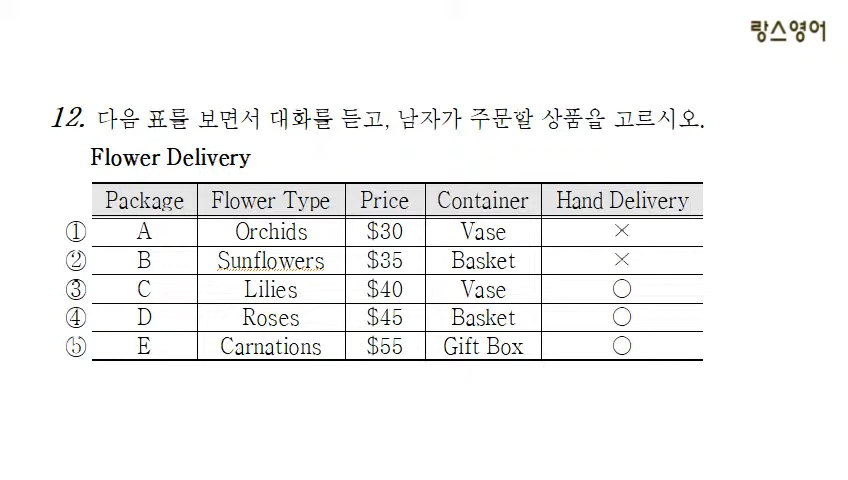 랑스영어
12. 다음 표를 보면서 대화를 듣고, 남자가 주문할 상품을 고르시오.
Flower Delivery
Package Flower Type Price Container Hand Delivery
① A Orchids $30 Vase ×
② B Sunflowers $35 Basket ×
③ C Lilies $40 Vase ○
④ D Roses $45 Basket ○
⑤ E Carnations $55 Gift Box ○